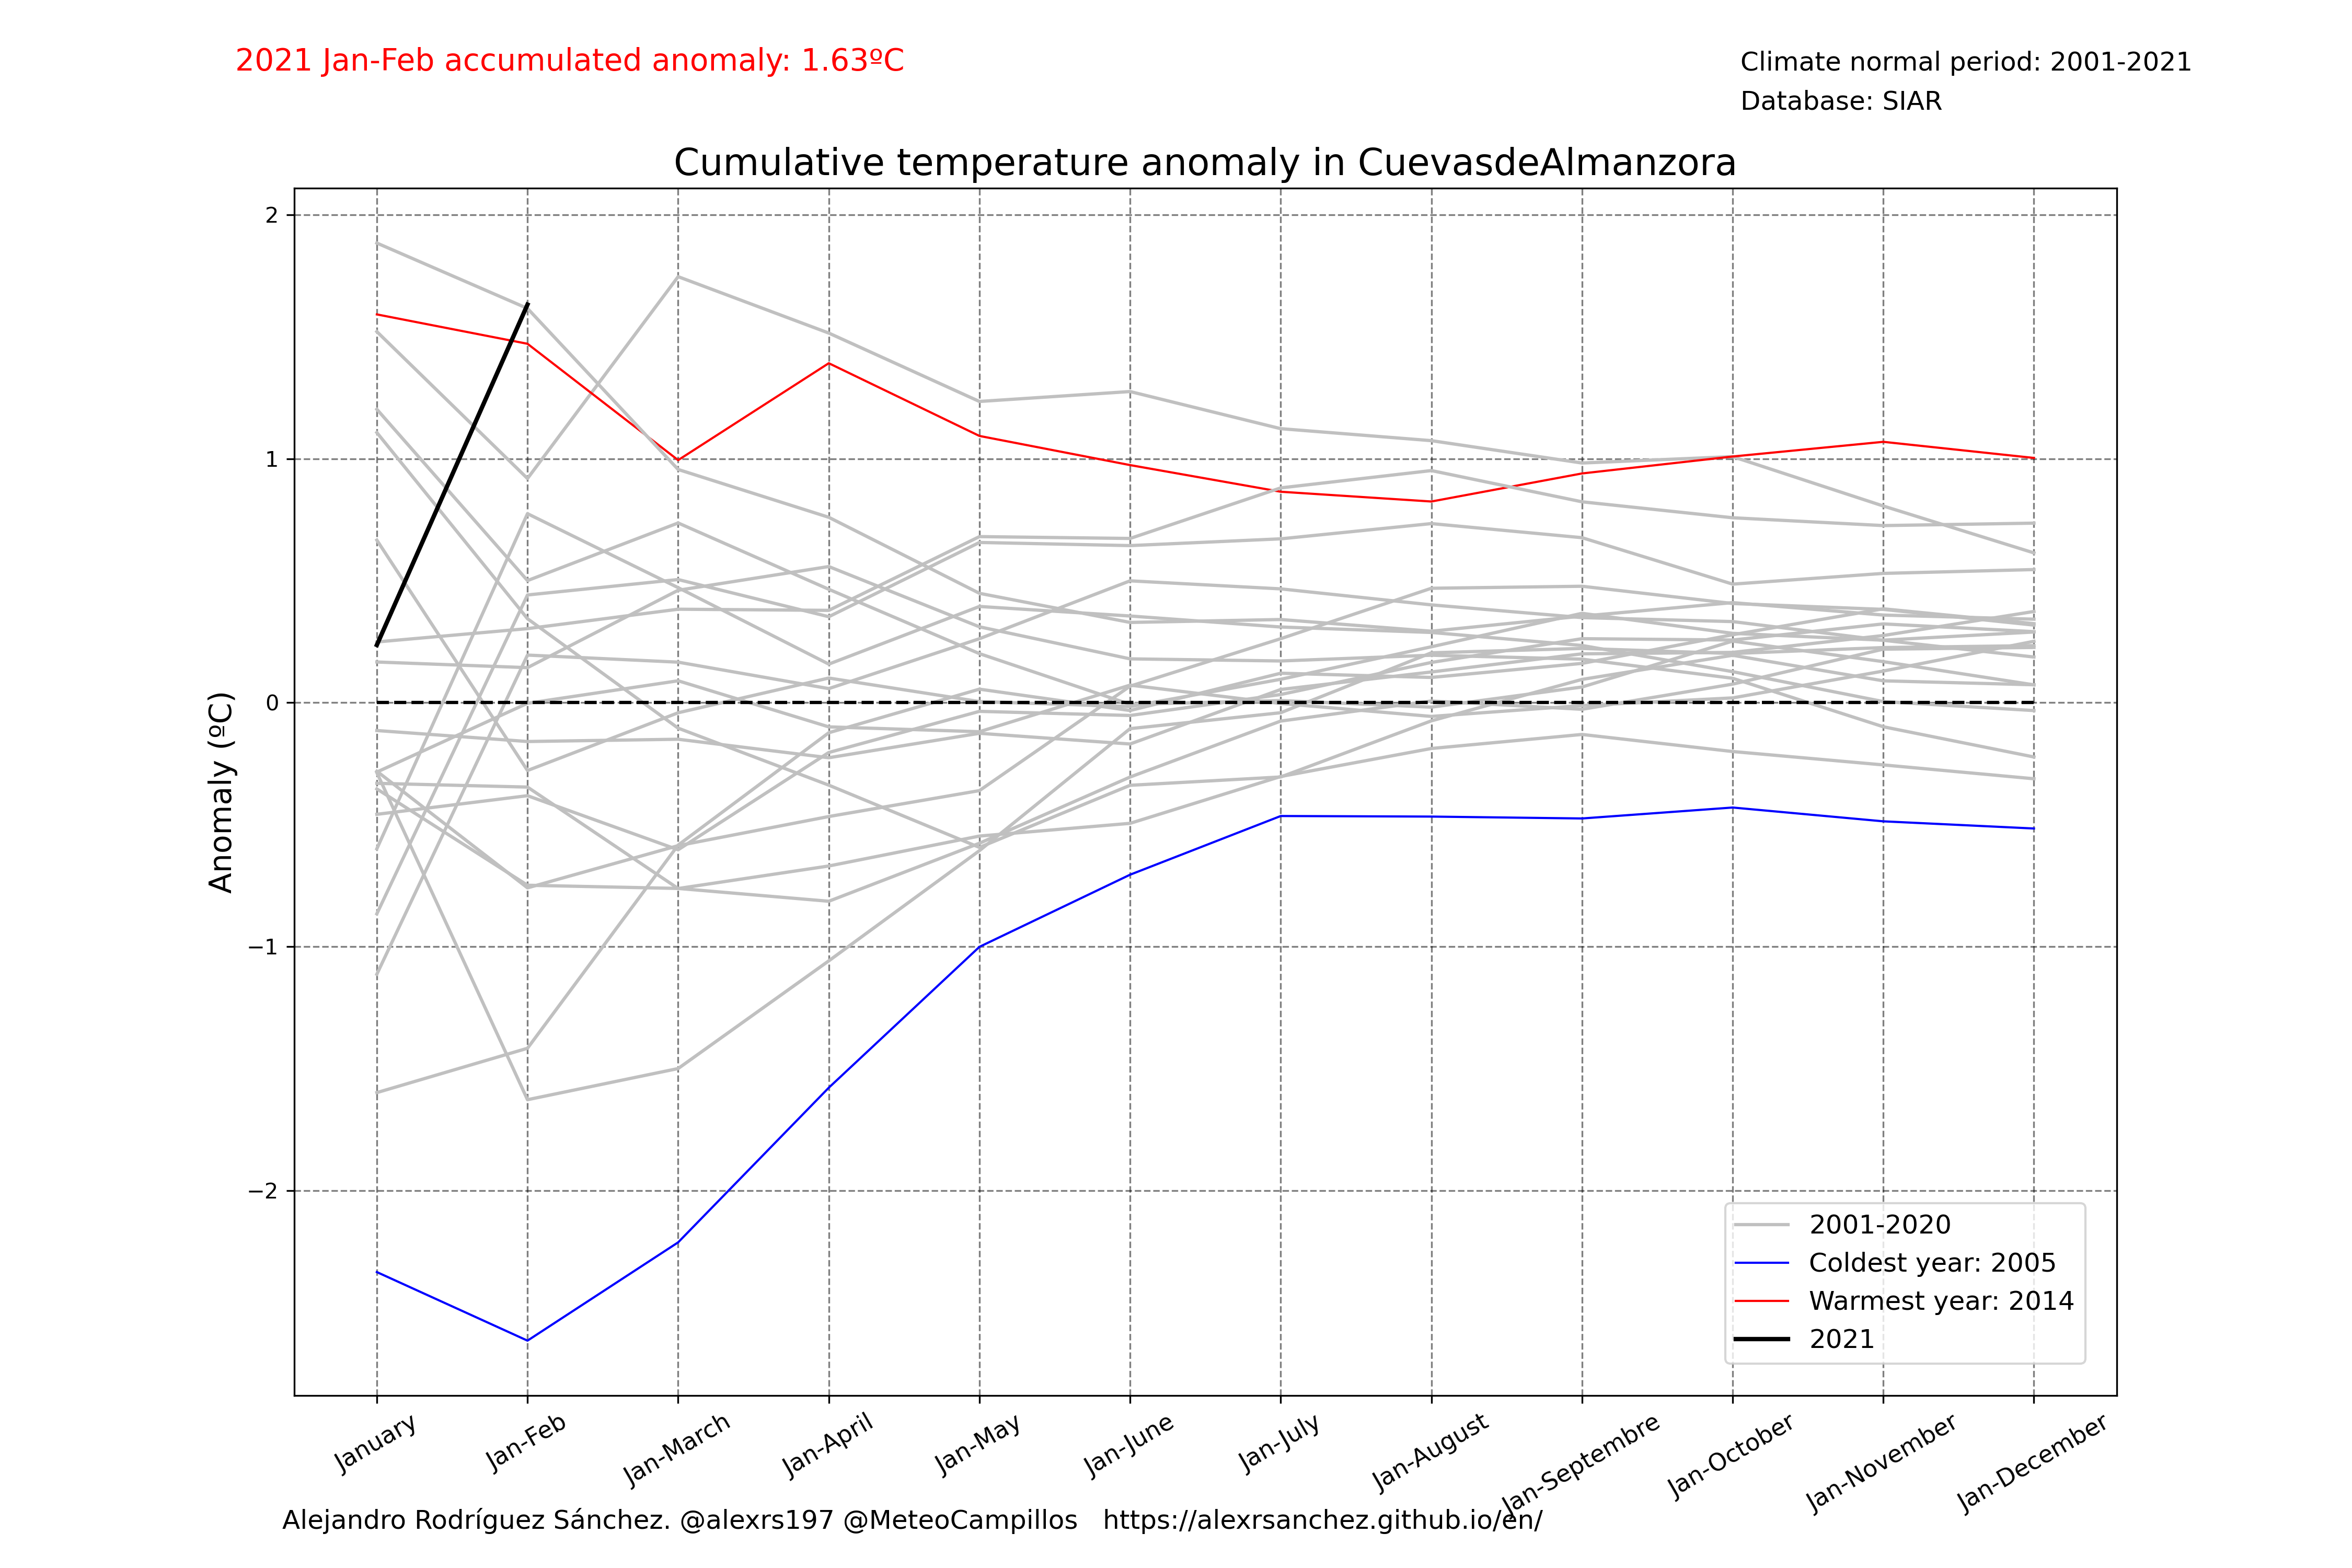 2021 Jan-Feb accumulated anomaly: 1.63ºC
Climate normal period: 2001-2021
Database: SIAR
Cumulative temperature anomaly in CuevasdeAlmanzora
2
1
0
−1
−2
Anomaly (ºC)
2001-2020
Coldest year: 2005
Warmest year: 2014
2021
January
Jan-Feb
Jan-March
Jan-April
Jan-May
Jan-June
Jan-July
Jan-August
Jan-Septembre
Jan-October
Jan-November
Jan-December
Alejandro Rodríguez Sánchez. @alexrs197 @MeteoCampillos   https://alexrsanchez.github.io/en/